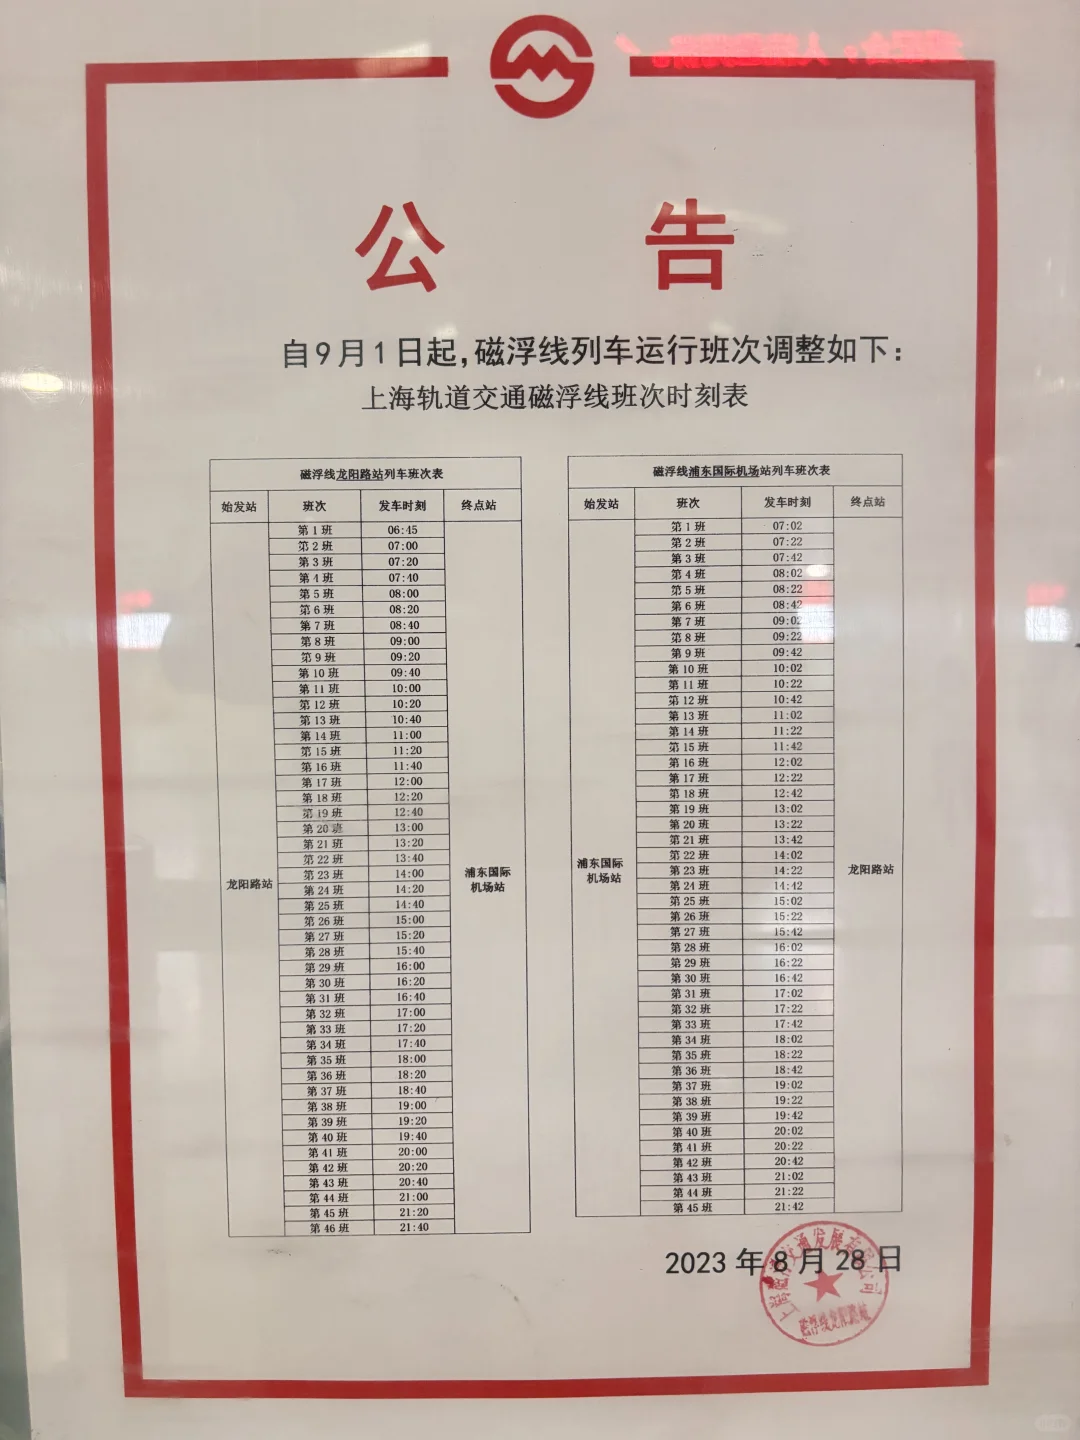 公 告
自9月1日起,磁浮线列车运行班次调整如下:
上海轨道交通磁浮线班次时刻表
磁浮线龙阳路站列车班次表
始发站 班次 发车时刻 终点站
第1班 06:45
第2班 07:00
第3班 07:20
第4班 07:40
第5班 08:00
第6班 08:20
第7班 08:40
第8班 09:00
第9班 09:20
第10班 09:40
第11班 10:00
第12班 10:20
第13班 10:40
第14班 11:00
第15班 11:20
第16班 11:40
第17班 12:00
第18班 12:20
第19班 12:40
第20班 13:00
第21班 13:20
第22班 13:40
第23班 14:00
龙阳路站
第24班 14:20
浦东国际
机场站
第25班 14:40
第26班 15:00
第27班 15:20
第28班 15:40
第29班 16:00
第30班 16:20
第31班 16:40
第32班 17:00
第33班 17:20
第34班 17:40
第35班 18:00
第36班 18:20
第37班 18:40
第38班 19:00
第39班 19:20
第40班 19:40
第41班 20:00
第42班 20:20
第43班 20:40
第44班 21:00
第45班 21:20
第46班 21:40
磁浮线浦东国际机场站列车班次表
始发站 班次 发车时刻 终点站
第1班 07:02
第2班 07:22
第3班 07:42
第4班 08:02
第5班 08:22
第6班 08:42
第7班 09:02
第8班 09:22
第9班 09:42
第10班 10:02
第11班 10:22
第12班 10:42
第13班 11:02
第14班 11:22
第15班 11:42
第16班 12:02
第17班 12:22
第18班 12:42
第19班 13:02
第20班 13:22
第21班 13:42
第22班 14:02
浦东国际
机场站
第23班 14:22
龙阳路站
第24班 14:42
第25班 15:02
第26班 15:22
第27班 15:42
第28班 16:02
第29班 16:22
第30班 16:42
第31班 17:02
第32班 17:22
第33班 17:42
第34班 18:02
第35班 18:22
第36班 18:42
第37班 19:02
第38班 19:22
第39班 19:42
第40班 20:02
第41班 20:22
第42班 20:42
第43班 21:02
第44班 21:22
第45班 21:42
2023年8月28日
上海磁浮交通发展有限公司
磁浮线龙阳路站